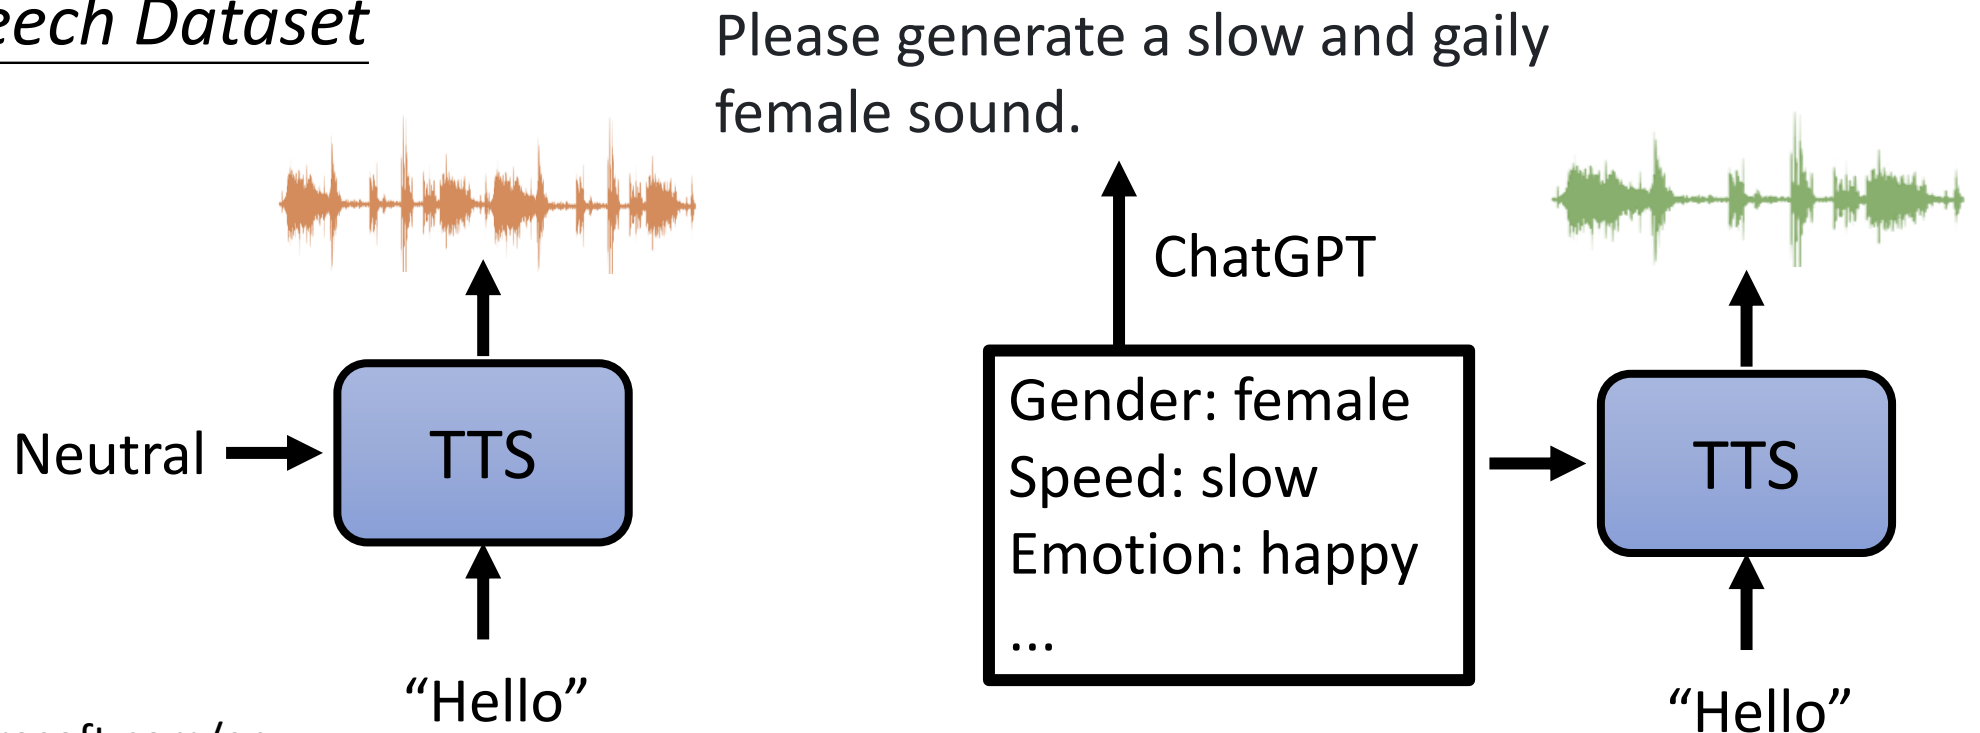 Dataset
Please generate a slow and gaily
female sound.
ChatGPT
Neutral
TTS
"Hello"
Gender: female
Speed: slow
Emotion: happy
...
TTS
“Hello”